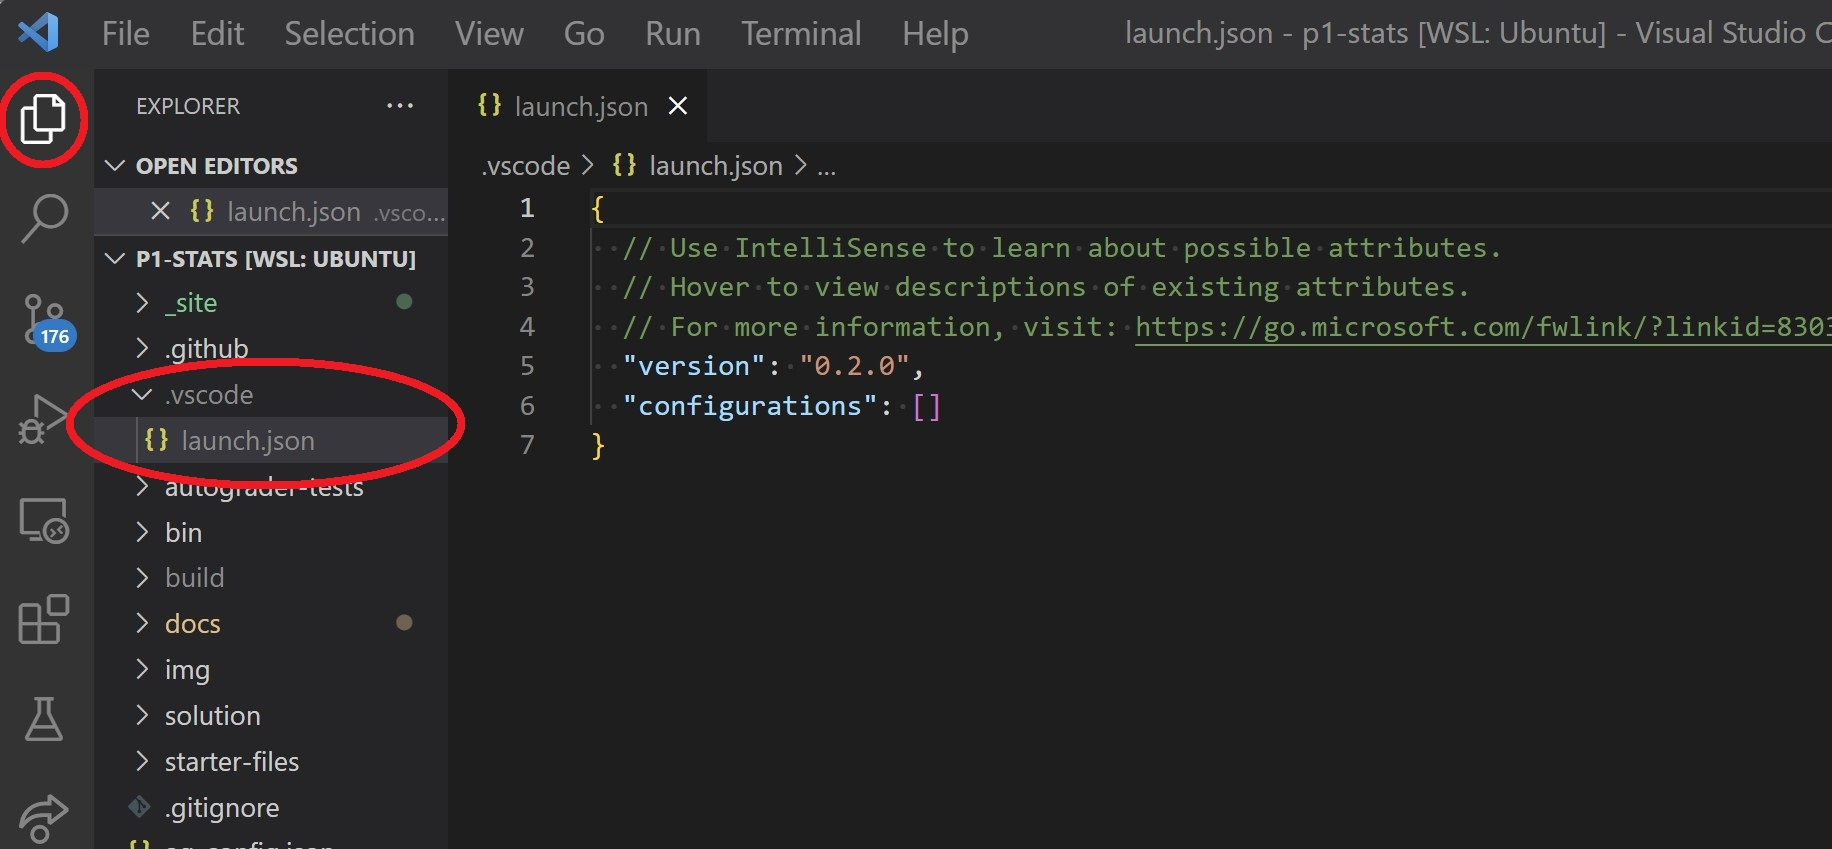 File Edit Selection View Go Run Terminal Help launch.json - p1-stats [WSL: Ubuntu] - Visual Studio C
EXPLORER ...
OPEN EDITORS
{} launch.json .vsco...
P1-STATS [WSL: UBUNTU]
_site
.github
.vscode
{} launch.json
autograder-tests
bin
build
docs
img
solution
starter-files
.gitignore
176
{} launch.json
.vscode > {} launch.json > ...
1 {
2 // Use IntelliSense to learn about possible attributes.
3 // Hover to view descriptions of existing attributes.
4 // For more information, visit: https://go.microsoft.com/fwlink/?linkid=8303
5 "version": "0.2.0",
6 "configurations": []
7 }